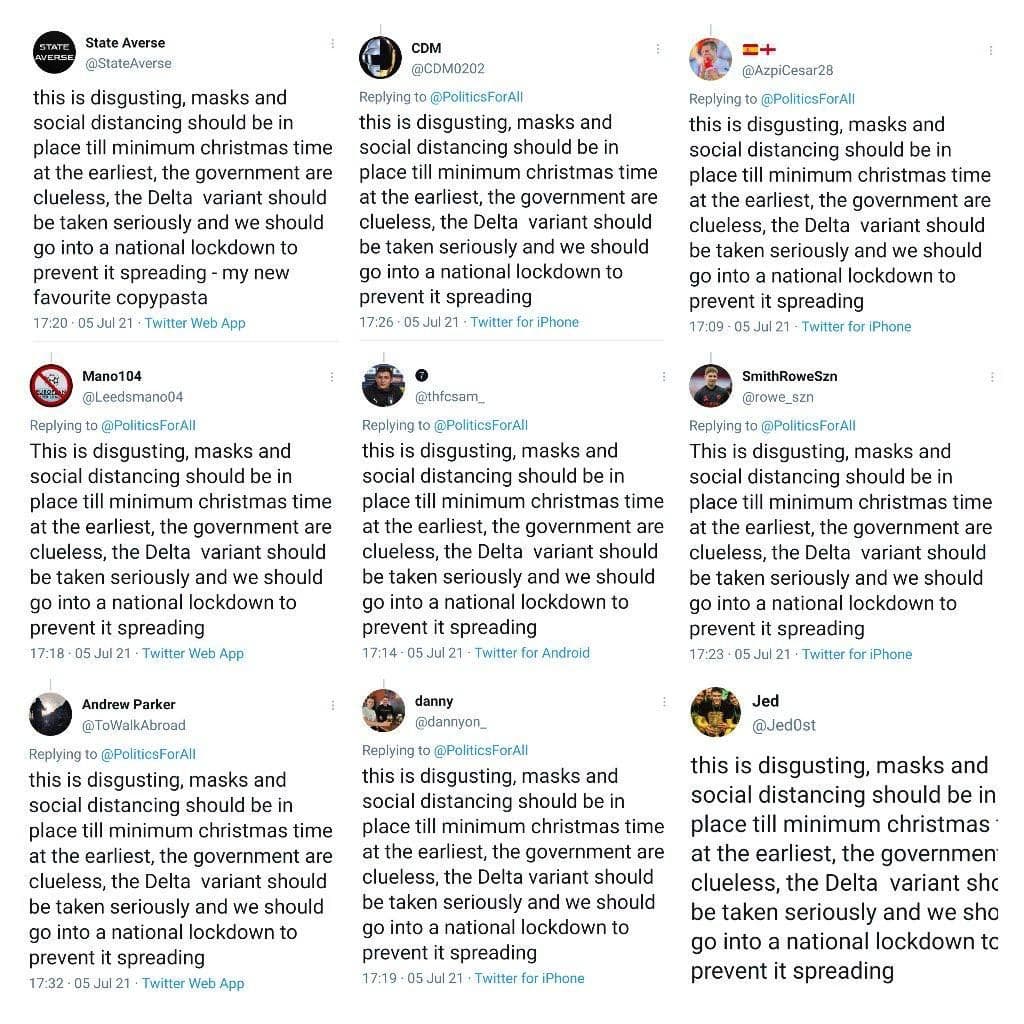 STATE
AVERSE
State Averse
@StateAverse
this is disgusting, masks and
social distancing should be in
place till minimum christmas time
at the earliest, the government are
clueless, the Delta  variant should
be taken seriously and we should
go into a national lockdown to
prevent it spreading - my new
favourite copypasta
17:20 · 05 Jul 21 · Twitter Web App
CDM
@CDM0202
Replying to @PoliticsForAll
this is disgusting, masks and
social distancing should be in
place till minimum christmas time
at the earliest, the government are
clueless, the Delta  variant should
be taken seriously and we should
go into a national lockdown to
prevent it spreading
17:26 · 05 Jul 21 · Twitter for iPhone
@AzpiCesar28
Replying to @PoliticsForAll
this is disgusting, masks and
social distancing should be in
place till minimum christmas time
at the earliest, the government are
clueless, the Delta  variant should
be taken seriously and we should
go into a national lockdown to
prevent it spreading
17:09 · 05 Jul 21 · Twitter for iPhone
Mano104
@Leedsmano04
Replying to @PoliticsForAll
This is disgusting, masks and
social distancing should be in
place till minimum christmas time
at the earliest, the government are
clueless, the Delta  variant should
be taken seriously and we should
go into a national lockdown to
prevent it spreading
17:18 · 05 Jul 21 · Twitter Web App
7
@thfcsam_
Replying to @PoliticsForAll
this is disgusting, masks and
social distancing should be in
place till minimum christmas time
at the earliest, the government are
clueless, the Delta  variant should
be taken seriously and we should
go into a national lockdown to
prevent it spreading
17:14 · 05 Jul 21 · Twitter for Android
SmithRoweSzn
@rowe_szn
Replying to @PoliticsForAll
This is disgusting, masks and
social distancing should be in
place till minimum christmas time
at the earliest, the government are
clueless, the Delta  variant should
be taken seriously and we should
go into a national lockdown to
prevent it spreading
17:23 · 05 Jul 21 · Twitter for iPhone
Andrew Parker
@ToWalkAbroad
Replying to @PoliticsForAll
this is disgusting, masks and
social distancing should be in
place till minimum christmas time
at the earliest, the government are
clueless, the Delta  variant should
be taken seriously and we should
go into a national lockdown to
prevent it spreading
17:32 · 05 Jul 21 · Twitter Web App
danny
@dannyon_
Replying to @PoliticsForAll
this is disgusting, masks and
social distancing should be in
place till minimum christmas time
at the earliest, the government are
clueless, the Delta variant should
be taken seriously and we should
go into a national lockdown to
prevent it spreading
17:19 · 05 Jul 21 · Twitter for iPhone
Jed
@Jed0st
this is disgusting, masks and
social distancing should be in
place till minimum christmas
at the earliest, the governmen
clueless, the Delta  variant sho
be taken seriously and we sho
go into a national lockdown to
prevent it spreading